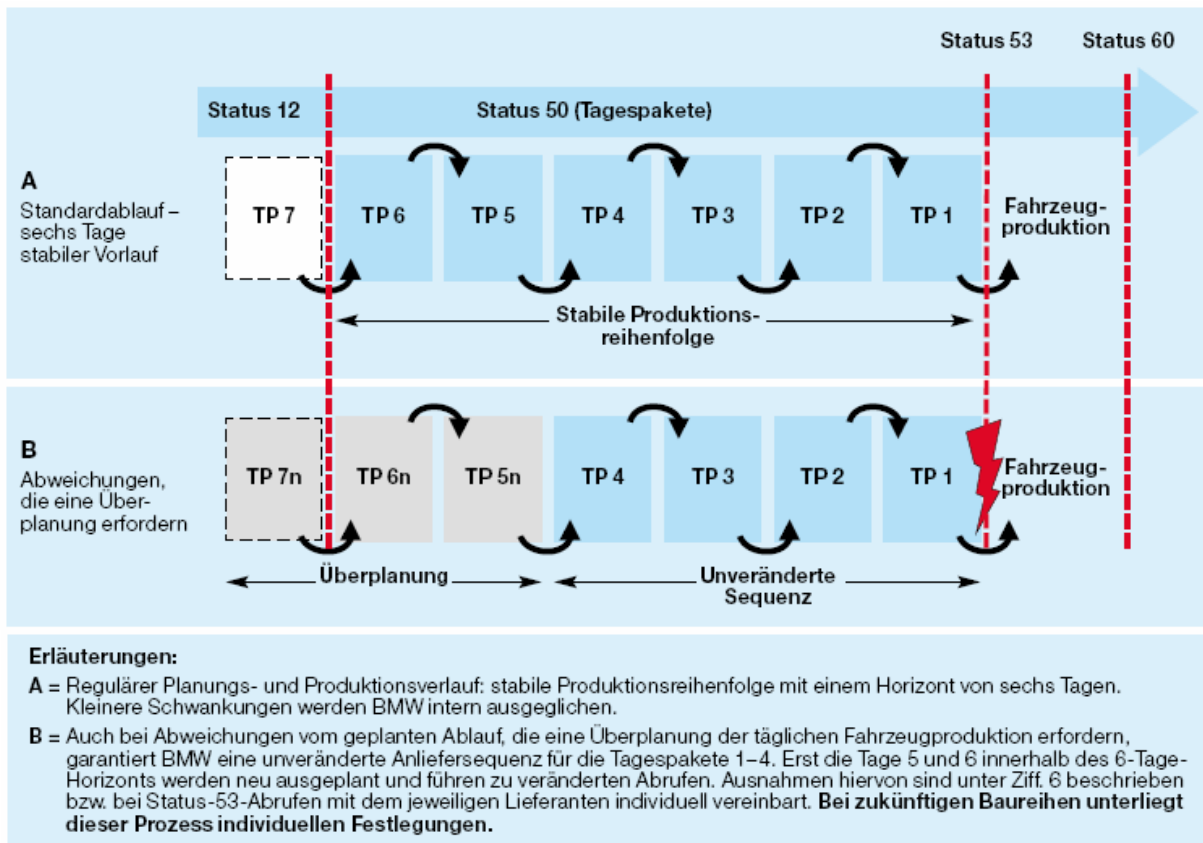 Status 53
Status 60
Status 12
Status 50 (Tagespakete)
A
Standardablauf –
sechs Tage
stabiler Vorlauf
TP 7
TP 6
TP 5
TP 4
TP 3
TP 2
TP 1
Fahrzeug-
produktion
Stabile Produktions-
reihenfolge
B
Abweichungen,
die eine Über-
planung erfordern
TP 7n
TP 6n
TP 5n
TP 4
TP 3
TP 2
TP 1
Fahrzeug-
produktion
Überplanung
Unveränderte
Sequenz
Erläuterungen:
A = Regulärer Planungs- und Produktionsverlauf: stabile Produktionsreihenfolge mit einem Horizont von sechs Tagen.
Kleinere Schwankungen werden BMW intern ausgeglichen.
B = Auch bei Abweichungen vom geplanten Ablauf, die eine Überplanung der täglichen Fahrzeugproduktion erfordern,
garantiert BMW eine unveränderte Anliefersequenz für die Tagespakete 1–4. Erst die Tage 5 und 6 innerhalb des 6-Tage-
Horizonts werden neu ausgeplant und führen zu veränderten Abrufen. Ausnahmen hiervon sind unter Ziff. 6 beschrieben
bzw. bei Status-53-Abrufen mit dem jeweiligen Lieferanten individuell vereinbart. Bei zukünftigen Baureihen unterliegt
dieser Prozess individuellen Festlegungen.